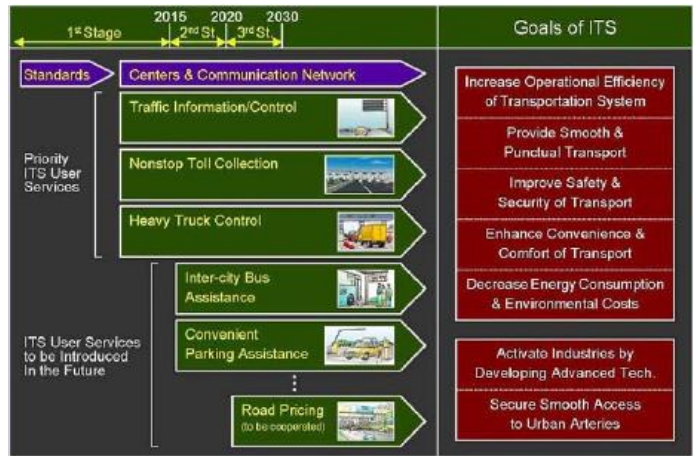 2015 2020 2030
1st Stage 2nd St. 3rd St.
Goals of ITS
Standards
Centers & Communication Network
Traffic Information/Control
Priority
ITS User
Services
Nonstop Toll Collection
Heavy Truck Control
Inter-city Bus
Assistance
ITS User Services
to be Introduced
In the Future
Convenient
Parking Assistance
Road Pricing
(to be cooperated)
Increase Operational Efficiency
of Transportation System
Provide Smooth &
Punctual Transport
Improve Safety &
Security of Transport
Enhance Convenience &
Comfort of Transport
Decrease Energy Consumption
& Environmental Costs
Activate Industries by
Developing Advanced Tech.
Secure Smooth Access
to Urban Arteries